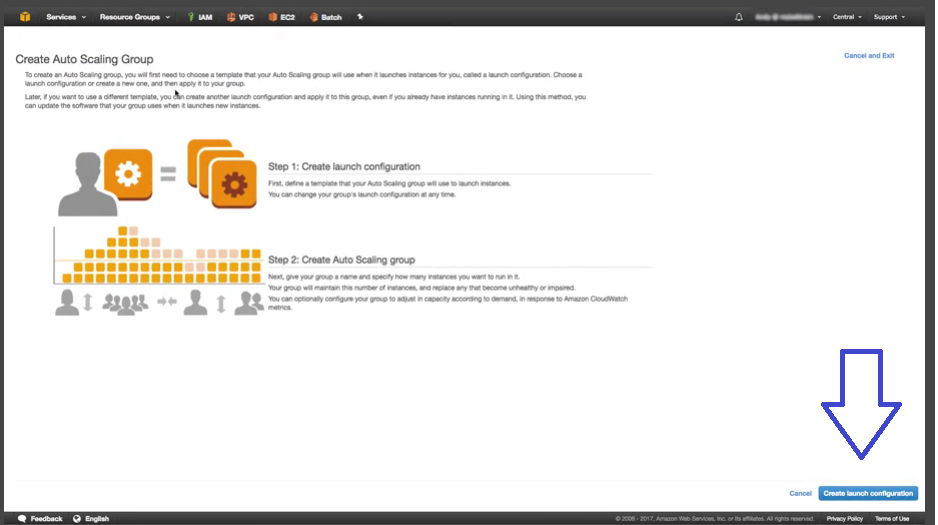 Services Resource Groups IAM VPC EC2 Batch Central Support
Create Auto Scaling Group
Cancel and Exit
To create an Auto Scaling group, you will first need to choose a template that your Auto Scaling group will use when it launches instances for you, called a launch configuration. Choose a
launch configuration or create a new one, and then apply it to your group.
Later, if you want to use a different template, you can create another launch configuration and apply it to this group, even if you already have instances running in it. Using this method, you
can update the software that your group uses when it launches new instances.
Step 1: Create launch configuration
First, define a template that your Auto Scaling group will use to launch instances.
You can change your group's launch configuration at any time.
Step 2: Create Auto Scaling group
Next, give your group a name and specify how many instances you want to run in it.
Your group will maintain this number of instances, and replace any that become unhealthy or impaired.
You can optionally configure your group to adjust in capacity according to demand, in response to Amazon CloudWatch
metrics.
Cancel Create launch configuration
Feedback English © 2008 - 2017, Amazon Web Services, Inc. or its affiliates. All rights reserved. Privacy Policy Terms of Use